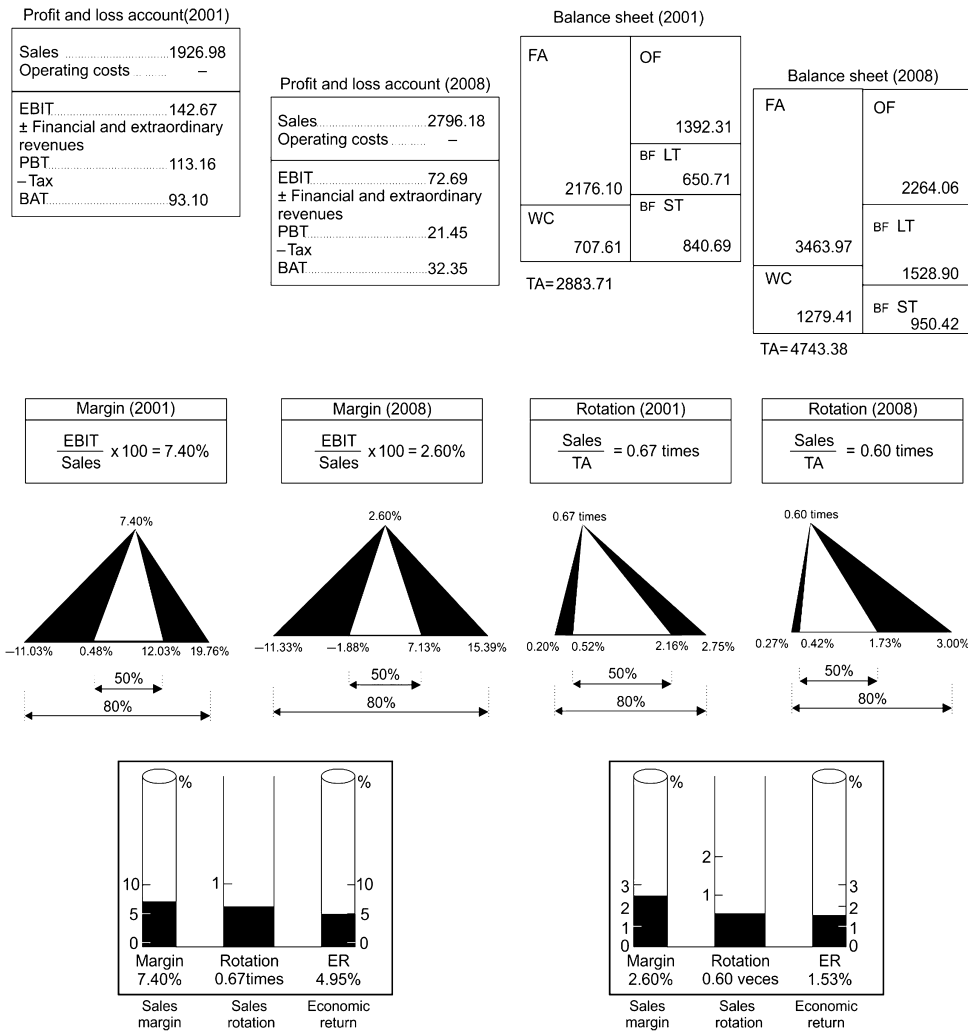 Profit and loss account(2001)
Sales 1926.98
Operating costs –
EBIT 142.67
± Financial and extraordinary
revenues
PBT 113.16
–Tax
BAT 93.10
Profit and loss account (2008)
Sales 2796.18
Operating costs –
EBIT 72.69
± Financial and extraordinary
revenues
PBT 21.45
–Tax
BAT 32.35
Balance sheet (2001)
FA
2176.10
WC
707.61
OF
1392.31
BF LT
650.71
BF ST
840.69
TA=2883.71
Balance sheet (2008)
FA
3463.97
WC
1279.41
OF
2264.06
BF LT
1528.90
BF ST
950.42
TA=4743.38
Margin (2001)
EBIT
Sales
x 100 = 7.40%
Margin (2008)
EBIT
Sales
x 100 = 2.60%
Rotation (2001)
Sales
TA
= 0.67 times
Rotation (2008)
Sales
TA
= 0.60 times
7.40%
–11.03% 0.48% 12.03% 19.76%
50%
80%
2.60%
–11.33% –1.88% 7.13% 15.39%
50%
80%
0.67 times
0.20% 0.52% 2.16% 2.75%
50%
80%
0.60 times
0.27% 0.42% 1.73% 3.00%
50%
80%
% %
10 1 10
5 5
0 0
Margin Rotation ER
7.40% 0.67times 4.95%
Sales Sales Economic
margin rotation return
% %
2
3 1 3
2 2
1 1
0 0
Margin Rotation ER
2.60% 0.60 veces 1.53%
Sales Sales Economic
margin rotation return